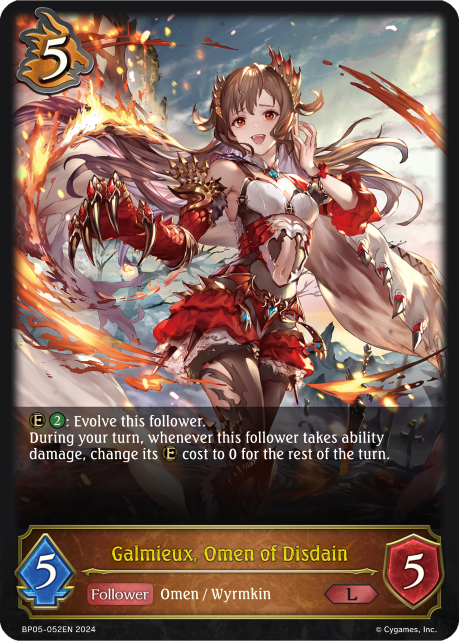 5
E 2: Evolve this follower.
During your turn, whenever this follower takes ability
damage, change its E cost to 0 for the rest of the turn.
Galmieux, Omen of Disdain
5
Follower Omen / Wyrmkin L
5
BP05-052EN 2024 © Cygames, Inc.